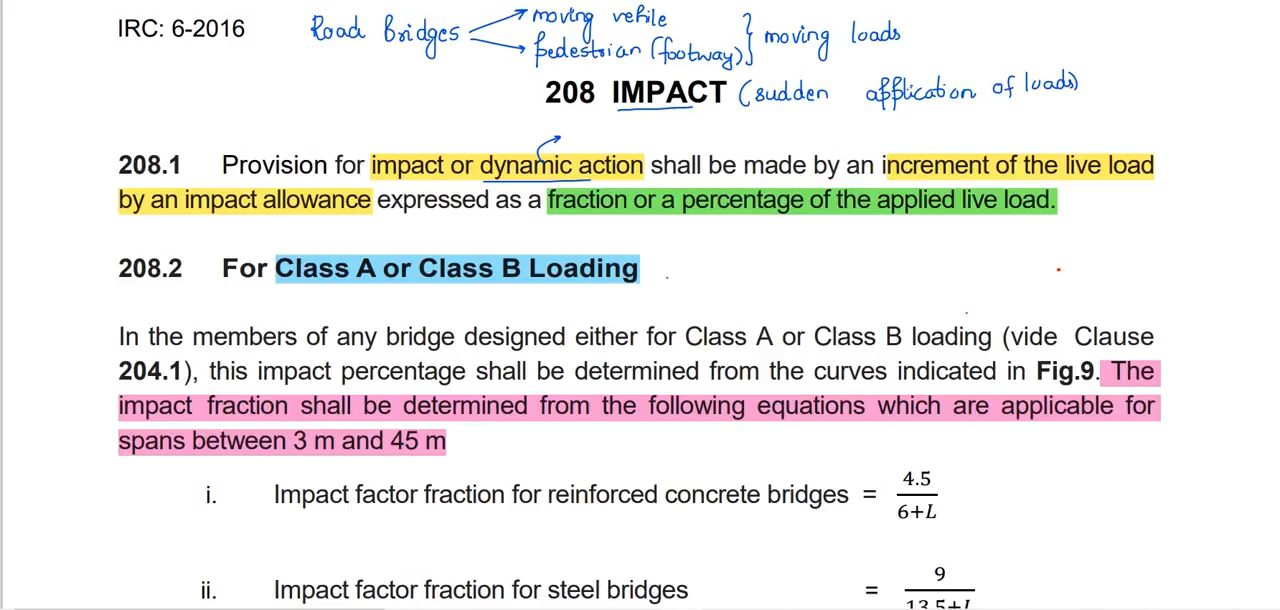 IRC: 6-2016
Road Bridges
moving vehile
pedestrian (footway)
moving loads
208 IMPACT (sudden application of loads)
208.1 Provision for impact or dynamic action shall be made by an increment of the live load
by an impact allowance expressed as a fraction or a percentage of the applied live load.
208.2 For Class A or Class B Loading
In the members of any bridge designed either for Class A or Class B loading (vide Clause
204.1), this impact percentage shall be determined from the curves indicated in Fig.9. The
impact fraction shall be determined from the following equations which are applicable for
spans between 3 m and 45 m
i. Impact factor fraction for reinforced concrete bridges = 4.5
6+L
ii. Impact factor fraction for steel bridges = 9
13.5+L